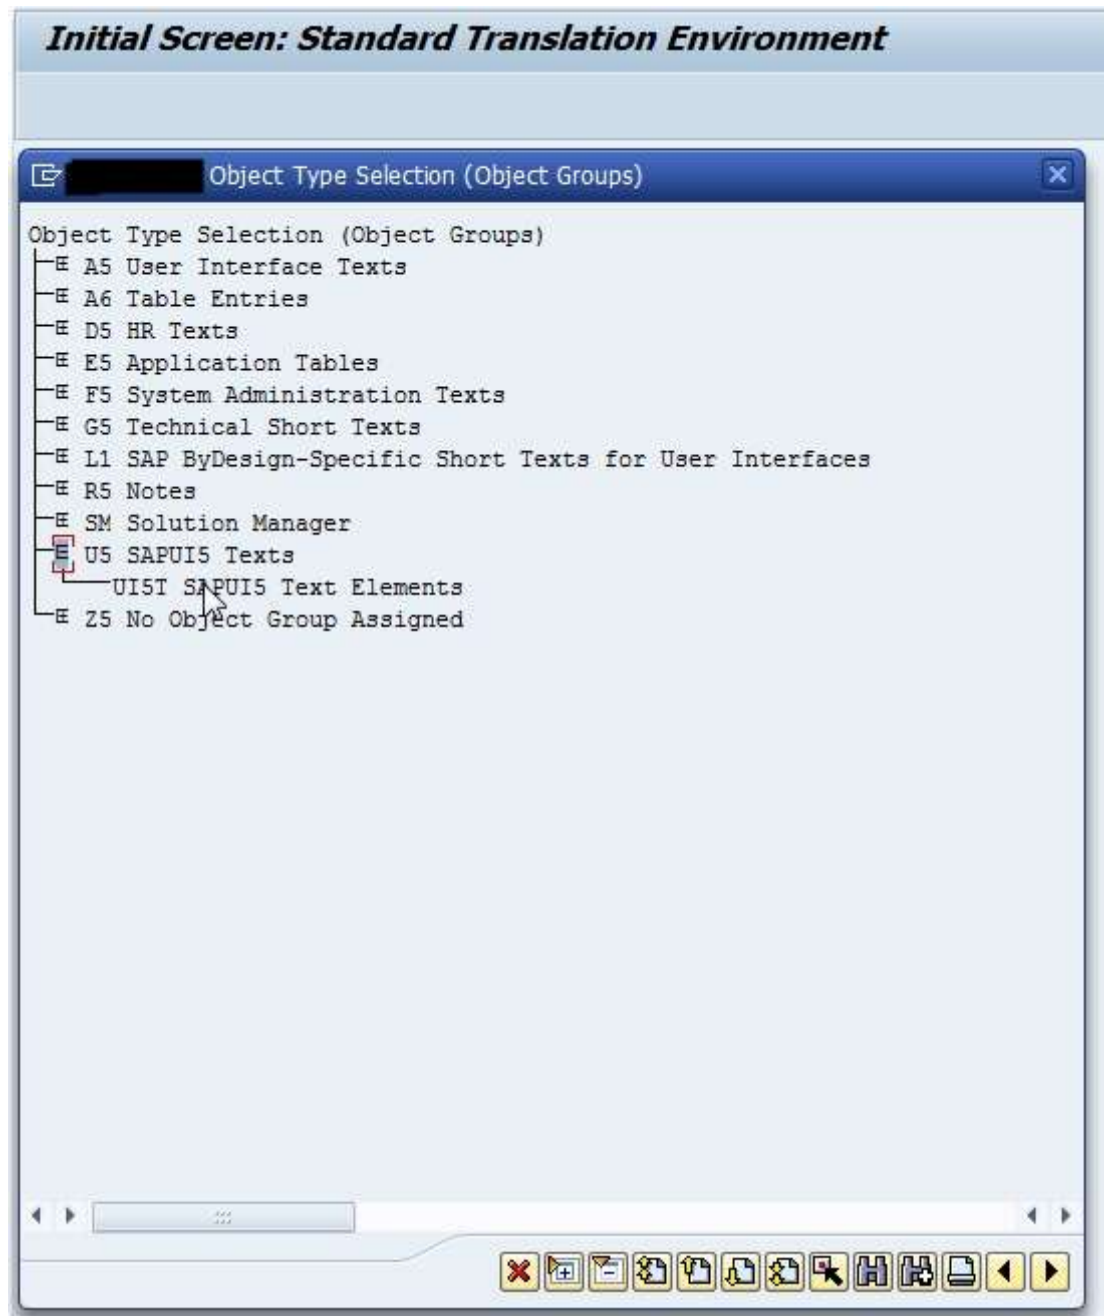 Initial Screen: Standard Translation Environment
Object Type Selection (Object Groups)
Object Type Selection (Object Groups)
A5 User Interface Texts
A6 Table Entries
D5 HR Texts
E5 Application Tables
F5 System Administration Texts
G5 Technical Short Texts
L1 SAP ByDesign-Specific Short Texts for User Interfaces
R5 Notes
SM Solution Manager
U5 SAPUI5 Texts
UI5T SAPUI5 Text Elements
Z5 No Object Group Assigned